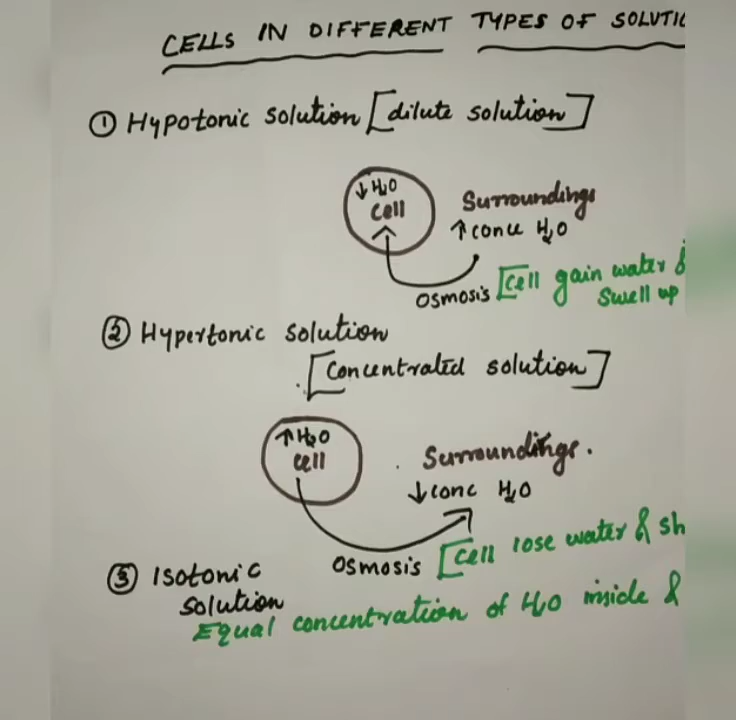 CELLS IN DIFFERENT TYPES OF SOLUTIO
① Hypotonic solution [dilute solution]
↓ H₂O
cell
Surroundings
↑ conc H₂O
Osmosis
[cell gain water &
swell up
② Hypertonic solution
[Concentrated solution]
↑ H₂O
cell
Surroundings.
↓ conc H₂O
Osmosis
[cell lose water & sh
③ Isotonic
solution
Equal concentration of H₂O inside &